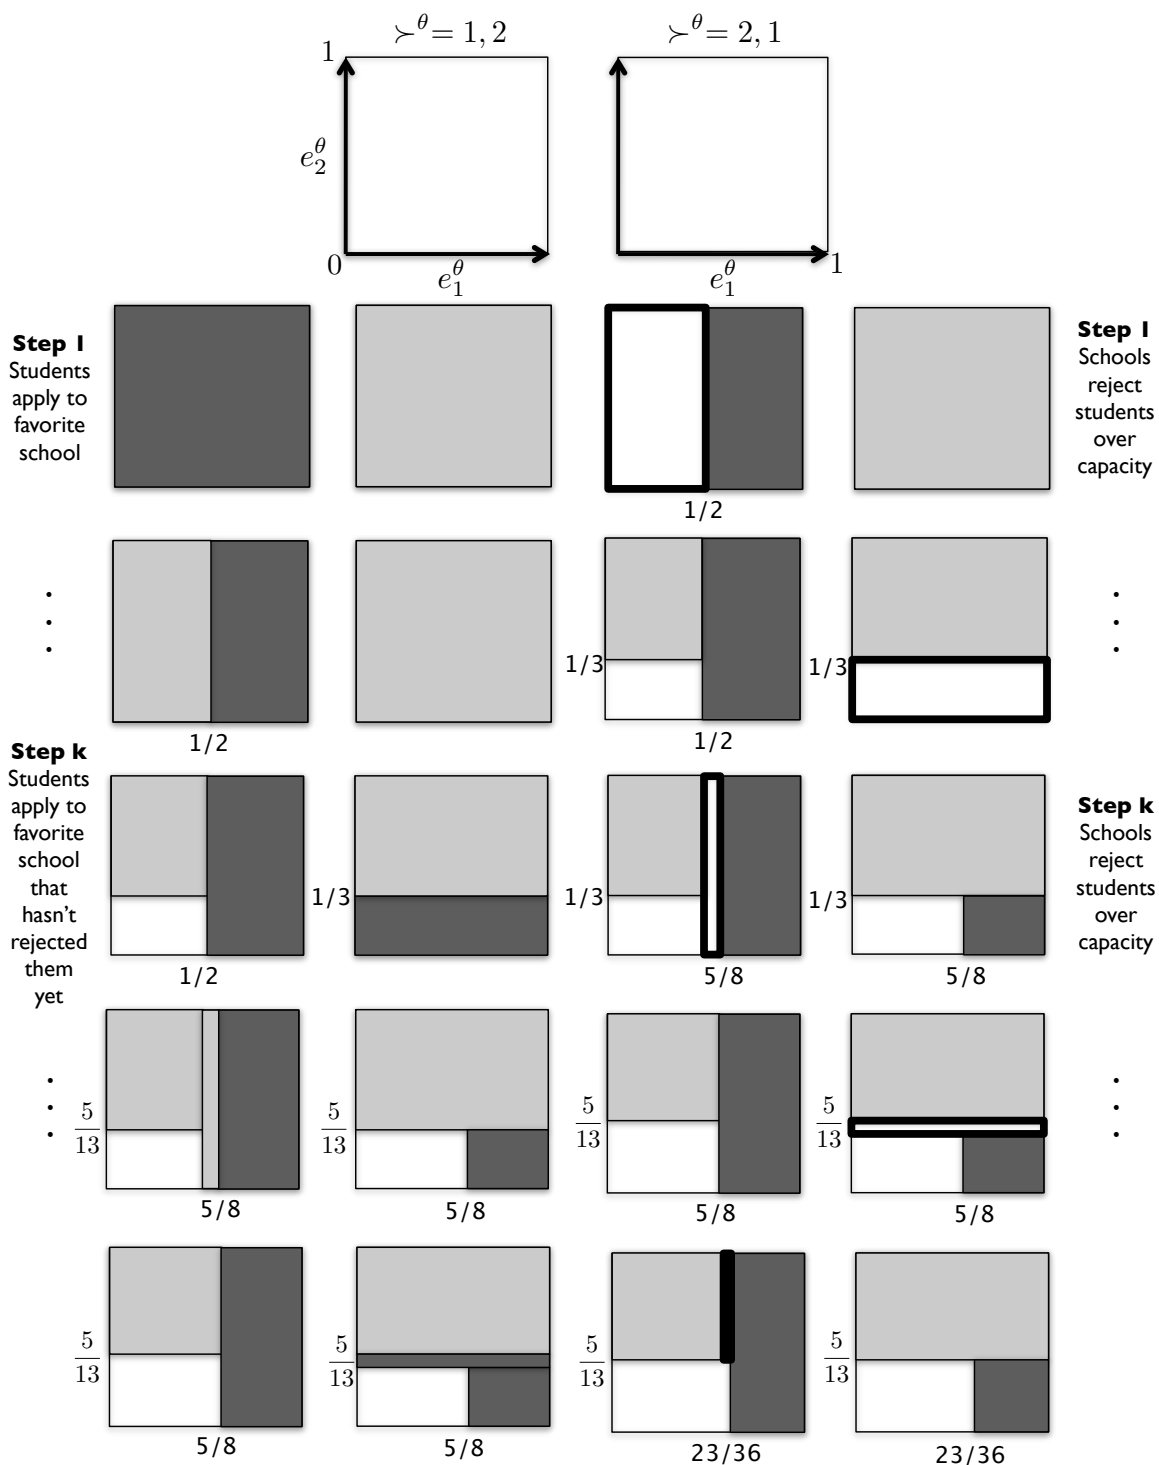 ≻^θ= 1, 2
≻^θ= 2, 1
1
e_2^θ
0
e_1^θ
e_1^θ
1
Step 1
Students
apply to
favorite
school
1/2
Step 1
Schools
reject
students
over
capacity
.
.
.
1/2
1/3
1/2
1/3
.
.
.
Step k
Students
apply to
favorite
school
that
hasn't
rejected
them
yet
1/2
1/3
1/3
5/8
1/3
5/8
Step k
Schools
reject
students
over
capacity
.
.
.
5/13
5/8
5/13
5/8
5/13
5/8
5/13
5/8
.
.
.
5/13
5/8
5/13
5/8
5/13
23/36
5/13
23/36